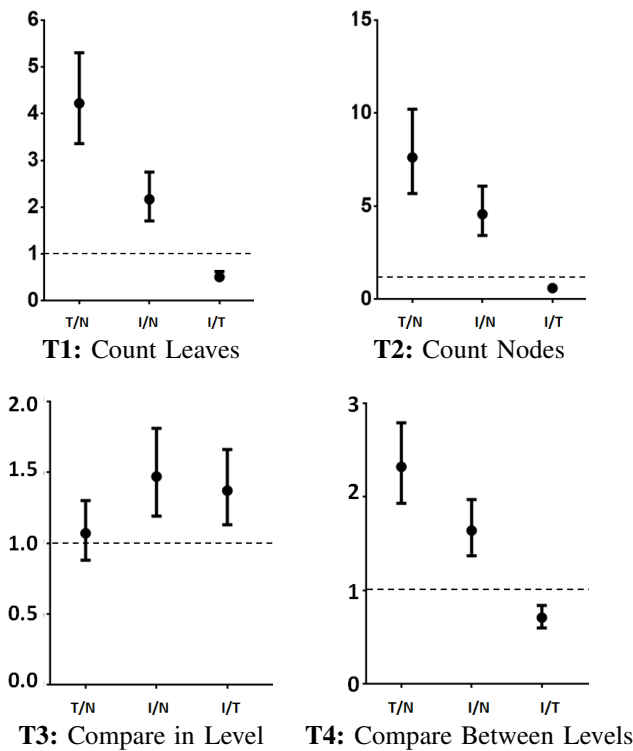 6
5
4
3
2
1
0
T/N I/N I/T
T1: Count Leaves
15
10
5
0
T/N I/N I/T
T2: Count Nodes
2.0
1.5
1.0
0.5
0.0
T/N I/N I/T
T3: Compare in Level
3
2
1
0
T/N I/N I/T
T4: Compare Between Levels